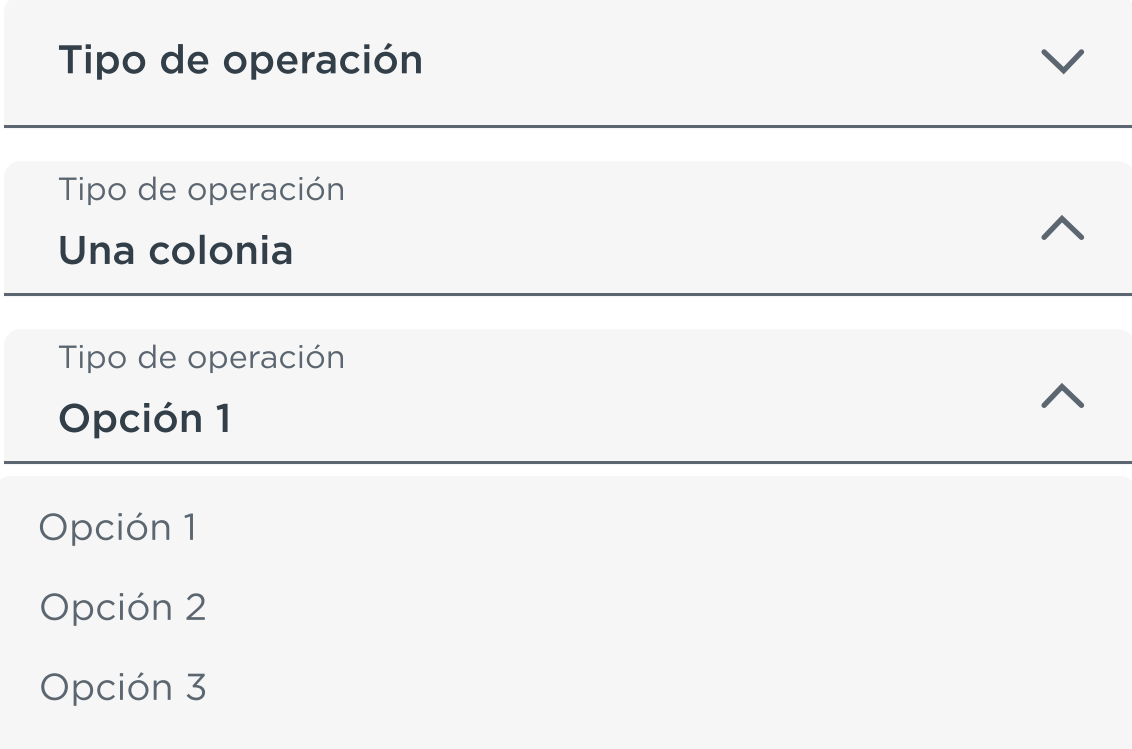 Tipo de operación
Tipo de operación
Una colonia
Tipo de operación
Opción 1
Opción 1
Opción 2
Opción 3